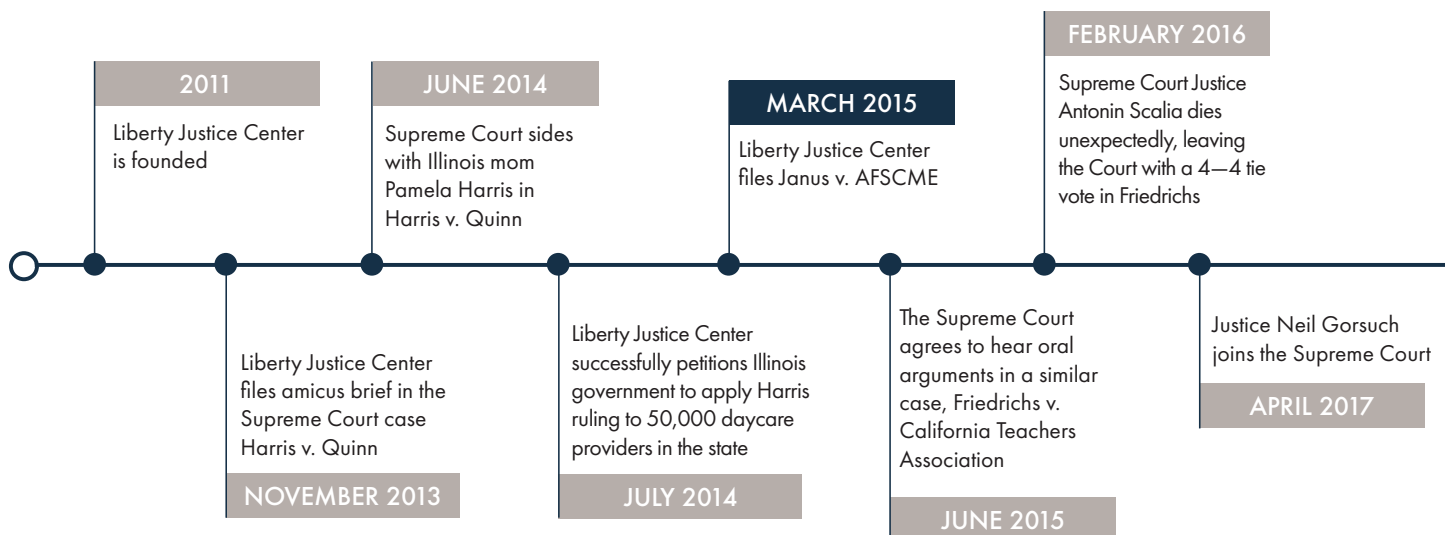 2011
Liberty Justice Center
is founded
Liberty Justice Center
files amicus brief in the
Supreme Court case
Harris v. Quinn
NOVEMBER 2013
JUNE 2014
Supreme Court sides
with Illinois mom
Pamela Harris in
Harris v. Quinn
Liberty Justice Center
successfully petitions Illinois
government to apply Harris
ruling to 50,000 daycare
providers in the state
JULY 2014
MARCH 2015
Liberty Justice Center
files Janus v. AFSCME
The Supreme Court
agrees to hear oral
arguments in a similar
case, Friedrichs v.
California Teachers
Association
JUNE 2015
FEBRUARY 2016
Supreme Court Justice
Antonin Scalia dies
unexpectedly, leaving
the Court with a 4—4 tie
vote in Friedrichs
Justice Neil Gorsuch
joins the Supreme Court
APRIL 2017